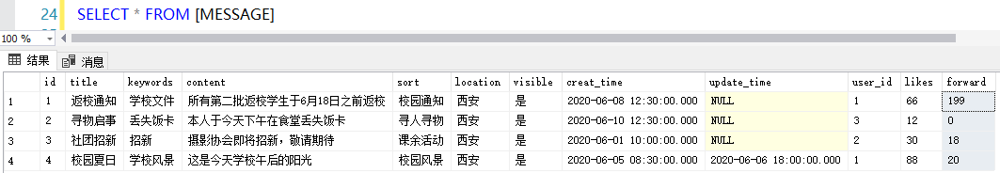 24 SELECT * FROM [MESSAGE]
100 %
结果 消息
id title keywords content sort location visible creat_time update_time user_id likes forward
1 1 返校通知 学校文件 所有第二批返校学生于6月18日之前返校 校园通知 西安 是 2020-06-08 12:30:00.000 NULL 1 66 199
2 2 寻物启事 丢失饭卡 本人于今天下午在食堂丢失饭卡 寻人寻物 西安 是 2020-06-10 12:30:00.000 NULL 3 12 0
3 3 社团招新 招新 摄影协会即将招新，敬请期待 课余活动 西安 是 2020-06-01 10:00:00.000 NULL 2 30 18
4 4 校园夏日 学校风景 这是今天学校午后的阳光 校园风景 西安 是 2020-06-05 08:30:00.000 2020-06-06 18:00:00.000 1 88 20